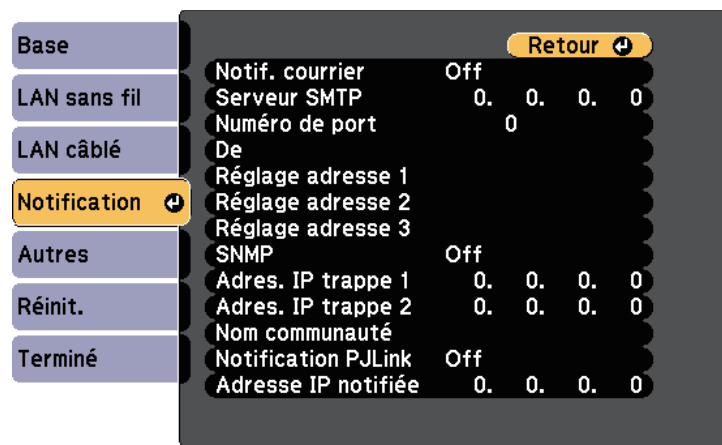 Base
LAN sans fil
LAN câblé
Notification
Autres
Réinit.
Terminé
Retour
Notif. courrier Off
Serveur SMTP 0. 0. 0. 0
Numéro de port 0
De
Réglage adresse 1
Réglage adresse 2
Réglage adresse 3
SNMP Off
Adres. IP trappe 1 0. 0. 0. 0
Adres. IP trappe 2 0. 0. 0. 0
Nom communauté
Notification PJLink Off
Adresse IP notifiée 0. 0. 0. 0